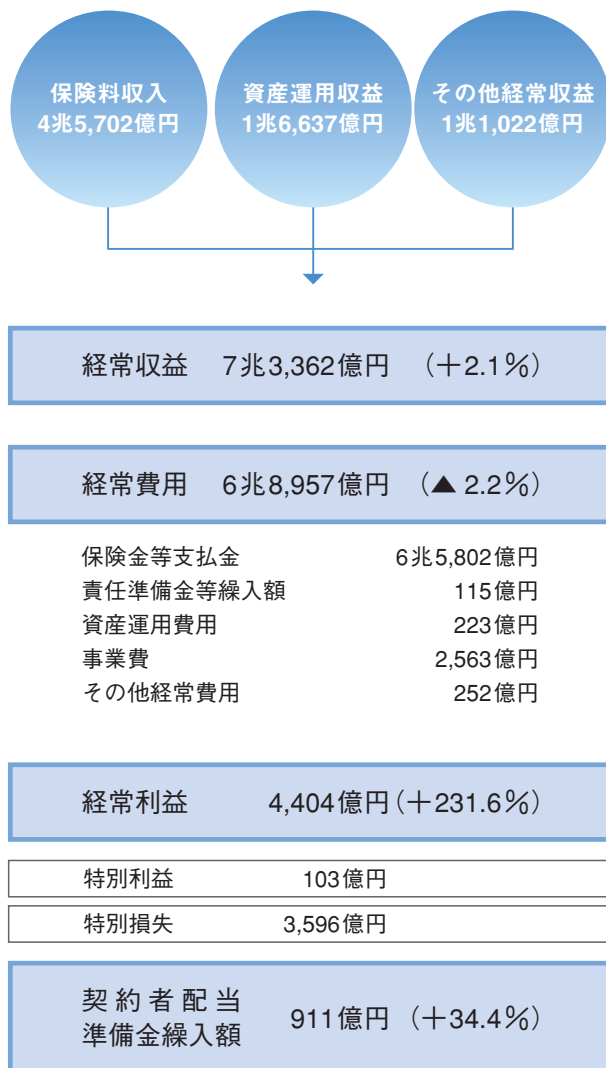 保険料収入
4兆5,702億円
資産運用収益
1兆6,637億円
その他経常収益
1兆1,022億円
経常収益 7兆3,362億円 （＋2.1％）
経常費用 6兆8,957億円 （▲ 2.2％）
保険金等支払金 6兆5,802億円
責任準備金等繰入額 115億円
資産運用費用 223億円
事業費 2,563億円
その他経常費用 252億円
経常利益 4,404億円（＋231.6％）
特別利益 103億円
特別損失 3,596億円
契約者配当
準備金繰入額 911億円 （＋34.4％）